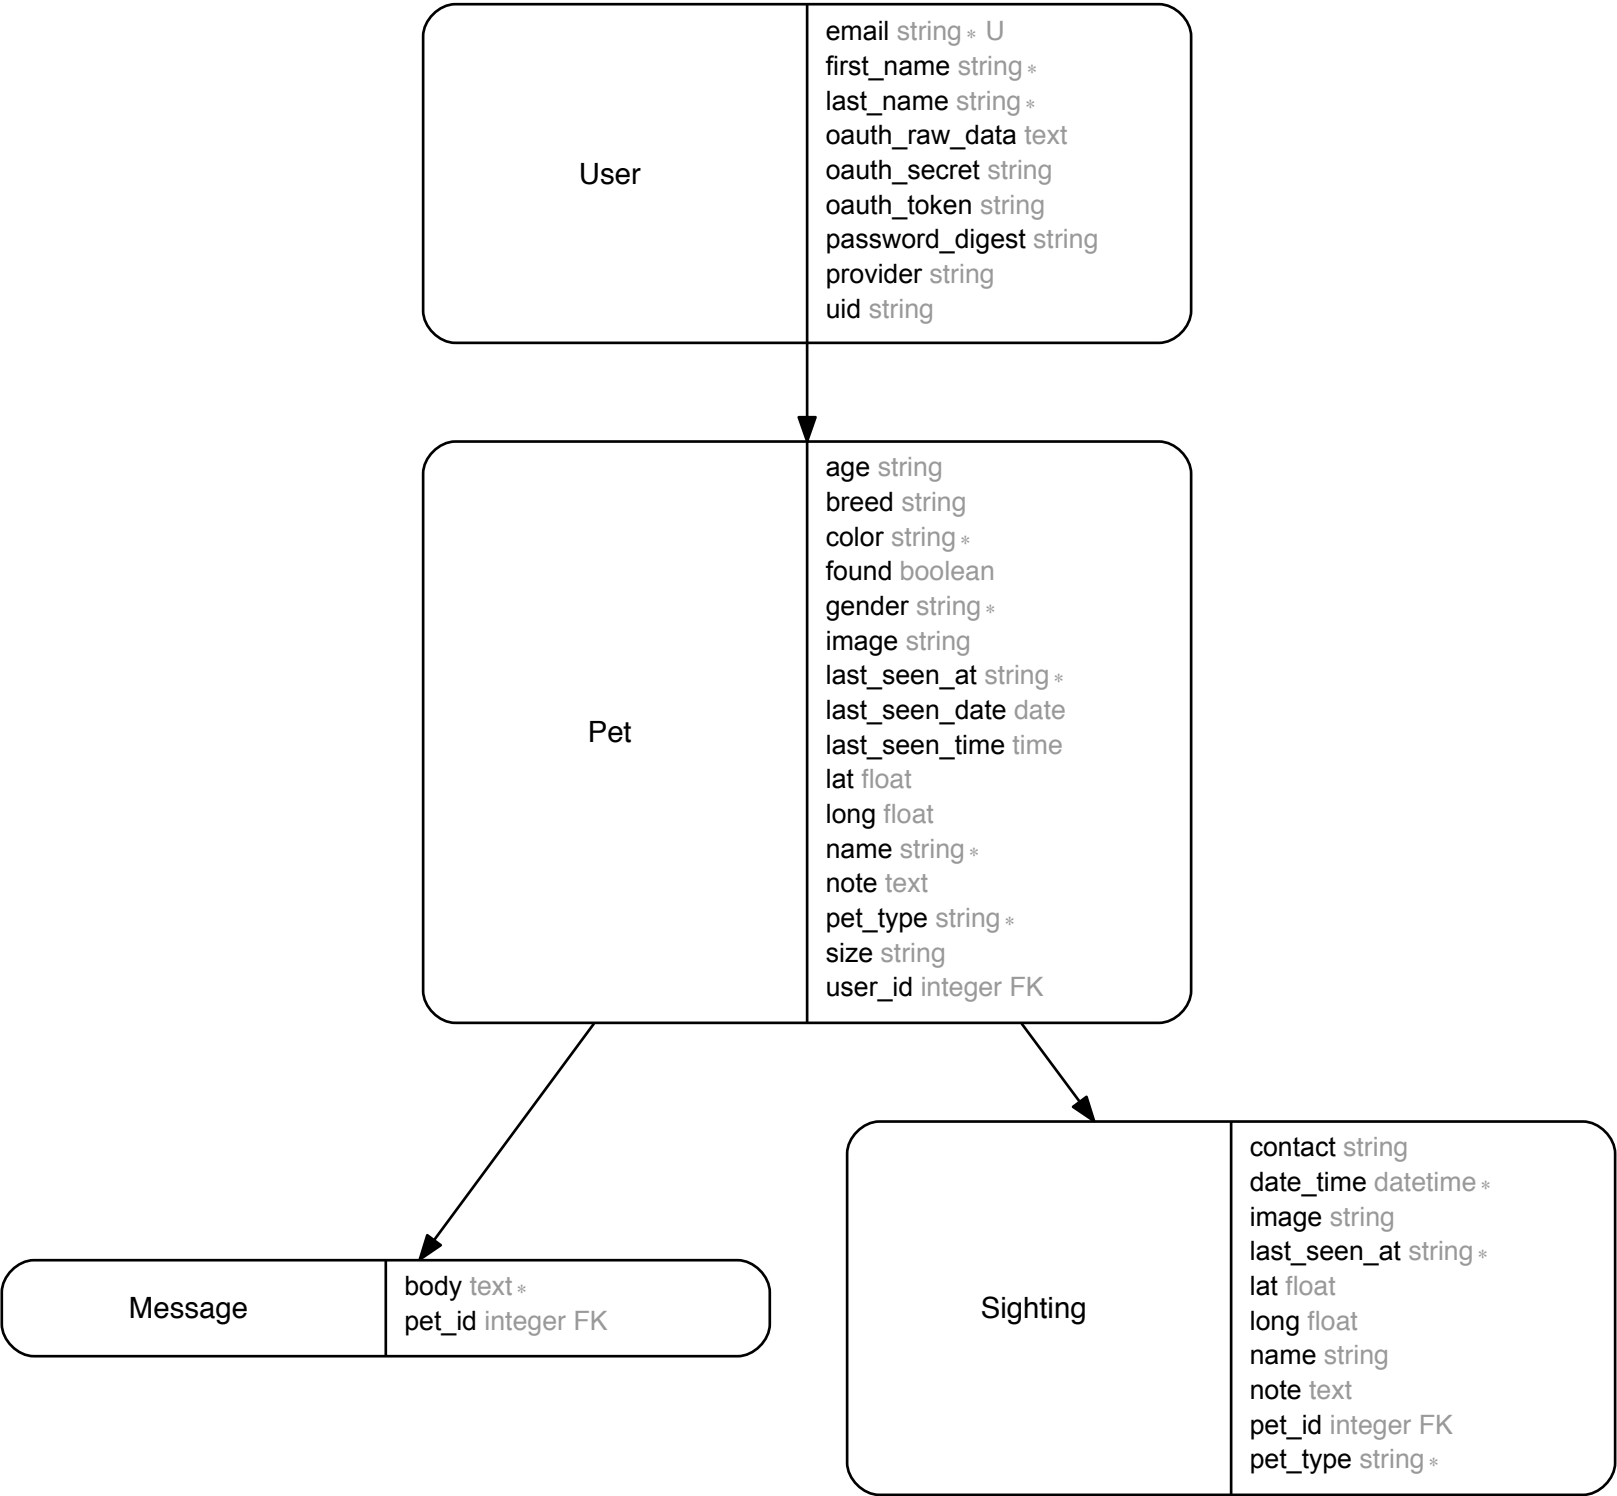 User
email string * U
first_name string *
last_name string *
oauth_raw_data text
oauth_secret string
oauth_token string
password_digest string
provider string
uid string
Pet
age string
breed string
color string *
found boolean
gender string *
image string
last_seen_at string *
last_seen_date date
last_seen_time time
lat float
long float
name string *
note text
pet_type string *
size string
user_id integer FK
Message
body text *
pet_id integer FK
Sighting
contact string
date_time datetime *
image string
last_seen_at string *
lat float
long float
name string
note text
pet_id integer FK
pet_type string *